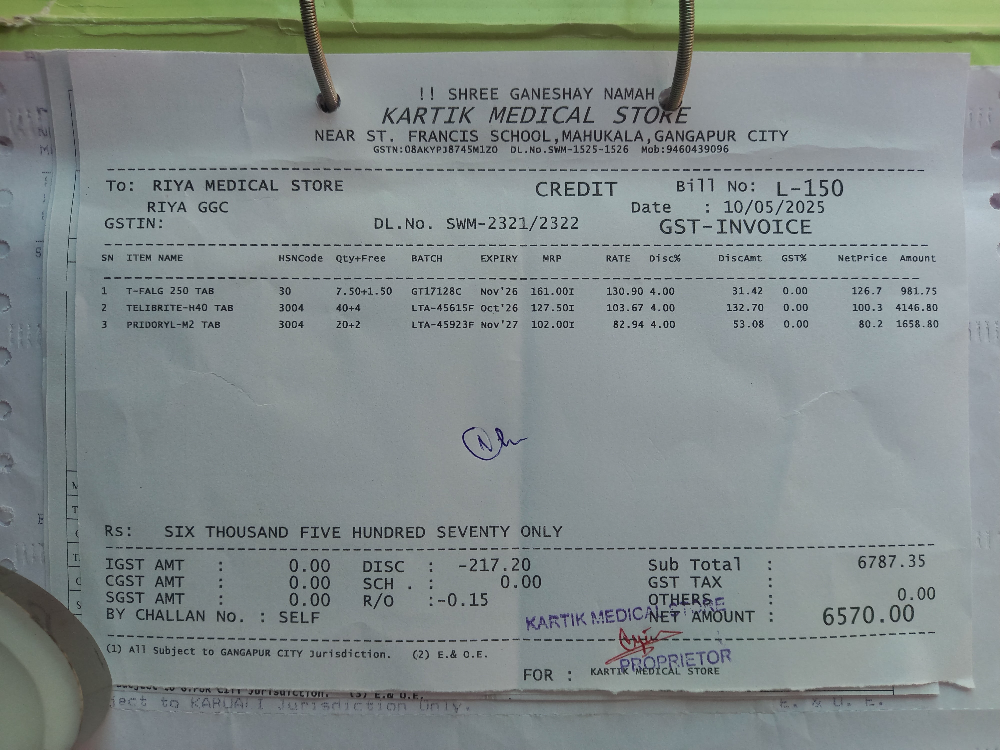 !! SHREE GANESHAY NAMAH
KARTIK MEDICAL STORE
NEAR ST. FRANCIS SCHOOL,MAHUKALA,GANGAPUR CITY
GSTN:08AKYPJ8745M1ZO DL.No.SWM-1525-1526 Mob:9460439096
To: RIYA MEDICAL STORE CREDIT Bill No: L-150
RIYA GGC Date : 10/05/2025
GSTIN: DL.No. SWM-2321/2322 GST-INVOICE
SN ITEM NAME HSNCode Qty+Free BATCH EXPIRY MRP RATE Disc% DiscAmt GST% NetPrice Amount
1 T-FALG 250 TAB 30 7.50+1.50 GT17128C Nov'26 161.00I 130.90 4.00 31.42 0.00 126.7 981.75
2 TELIBRITE-H40 TAB 3004 40+4 LTA-45615F Oct'26 127.50I 103.67 4.00 132.70 0.00 100.3 4146.80
3 PRIDORYL-M2 TAB 3004 20+2 LTA-45923F Nov'27 102.00I 82.94 4.00 53.08 0.00 80.2 1658.80
Rs: SIX THOUSAND FIVE HUNDRED SEVENTY ONLY
IGST AMT : 0.00 DISC : -217.20 Sub Total : 6787.35
CGST AMT : 0.00 SCH . : 0.00 GST TAX :
SGST AMT : 0.00 R/O :-0.15 OTHERS : 0.00
BY CHALLAN No. : SELF NET AMOUNT : 6570.00
KARTIK MEDICAL STORE
PROPRIETOR
(1) All Subject to GANGAPUR CITY Jurisdiction. (2) E.& O.E.
FOR : KARTIK MEDICAL STORE
Jurisdiction. (3) E.& O.E.
ject to KARUALI Jurisdiction Only. E. & O. E.